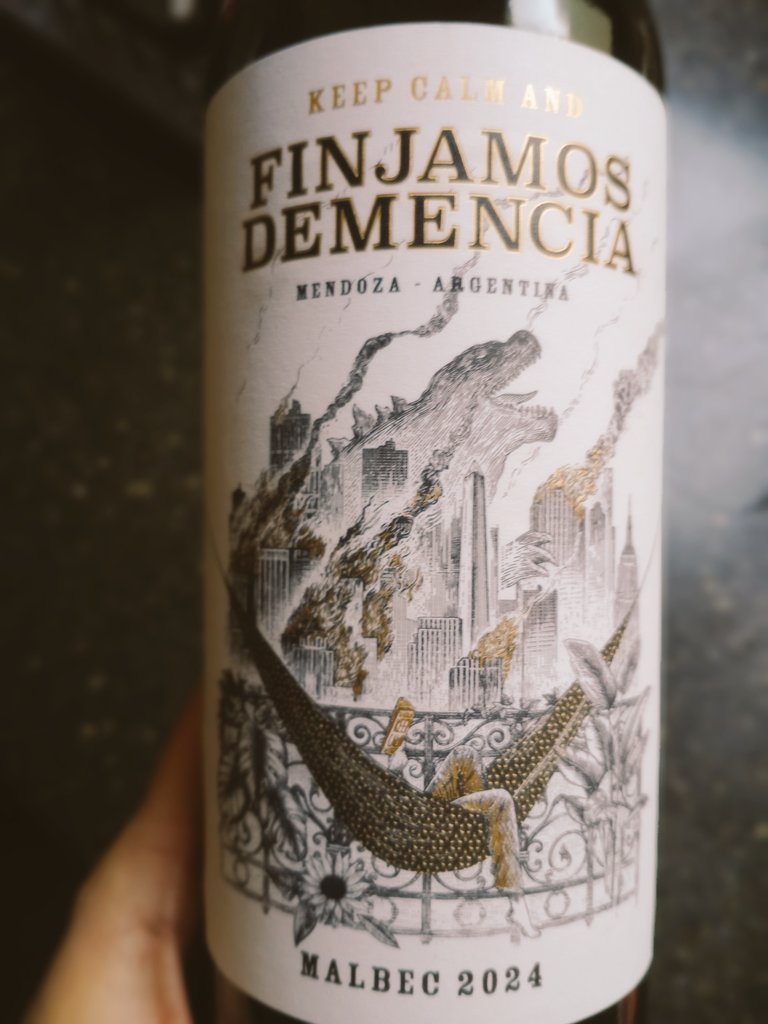 KEEP CALM AND
FINJAMOS
DEMENCIA
MENDOZA - ARGENTINA
MALBEC 2024